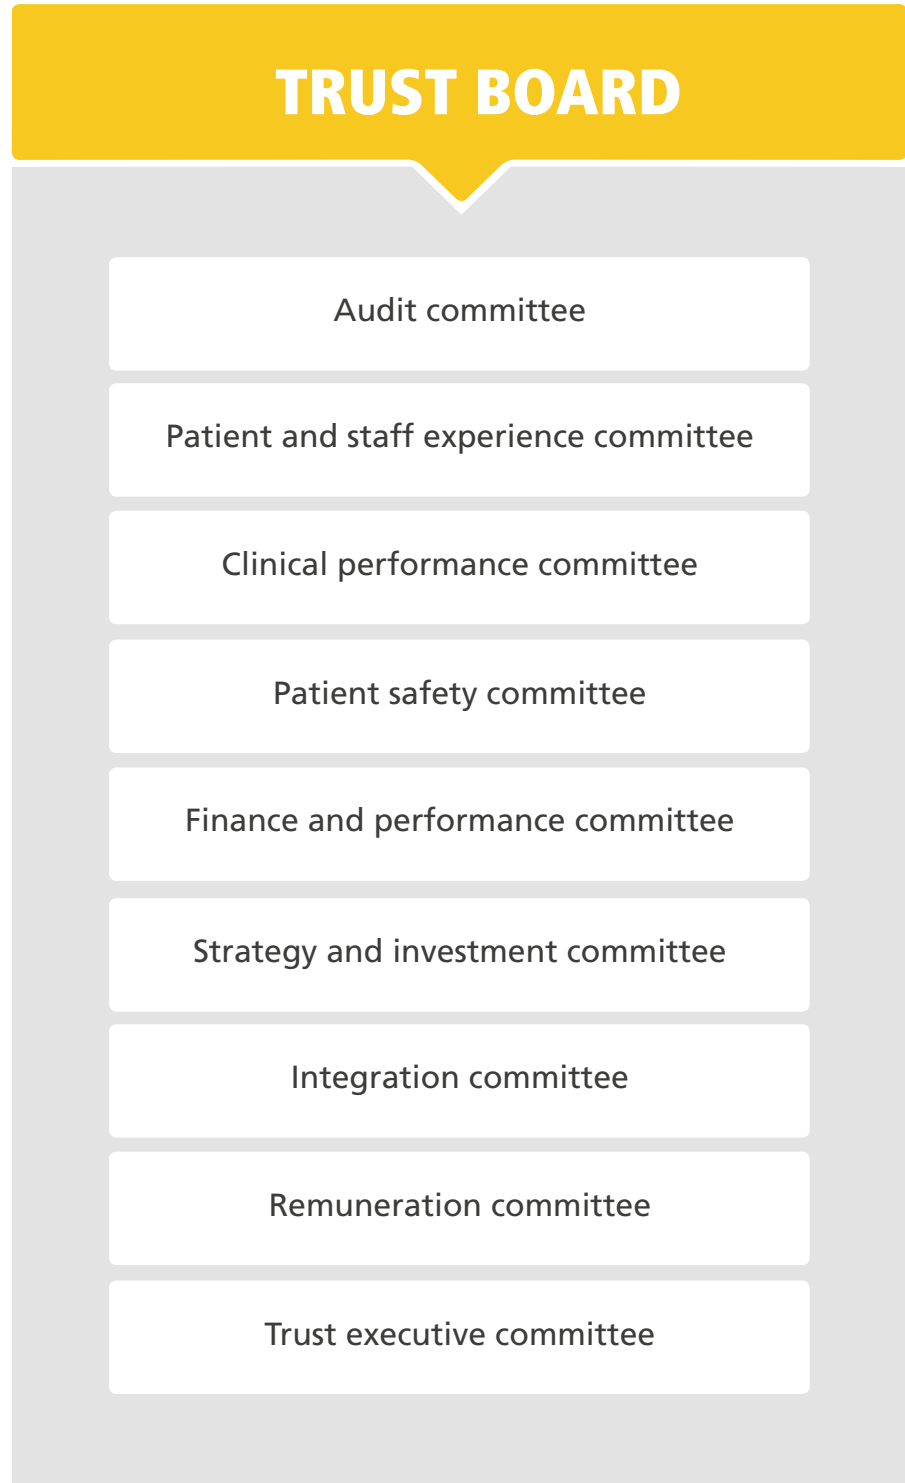 TRUST BOARD
Audit committee
Patient and staff experience committee
Clinical performance committee
Patient safety committee
Finance and performance committee
Strategy and investment committee
Integration committee
Remuneration committee
Trust executive committee